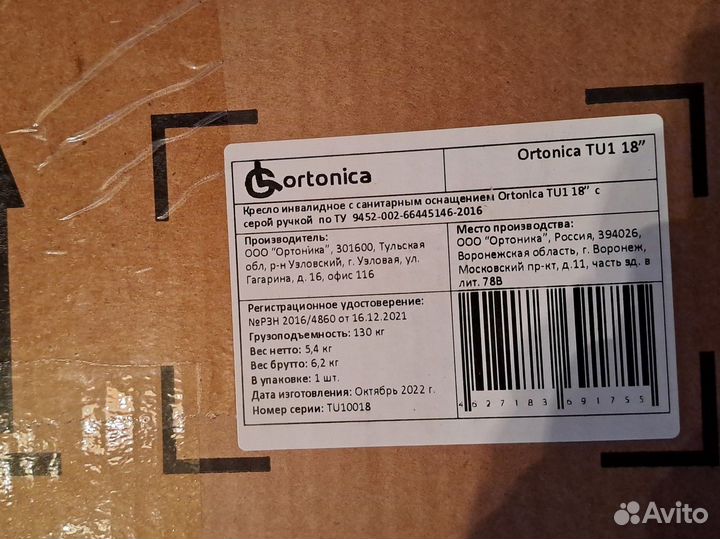 ortonica
Ortonica TU1 18”
Кресло инвалидное с санитарным оснащением Ortonica TU1 18” с
серой ручкой по ТУ 9452-002-66445146-2016
Производитель:
ООО “Ортоника”, 301600, Тульская
обл, р-н Узловский, г. Узловая, ул.
Гагарина, д. 16, офис 116
Место производства:
ООО “Ортоника”, Россия, 394026,
Воронежская область, г. Воронеж,
Московский пр-кт, д.11, часть зд. в
лит. 78В
Регистрационное удостоверение:
№РЗН 2016/4860 от 16.12.2021
Грузоподъемность: 130 кг
Вес нетто: 5,4 кг
Вес брутто: 6,2 кг
В упаковке: 1 шт.
Дата изготовления: Октябрь 2022 г.
Номер серии: TU10018
4627183691755
Avito